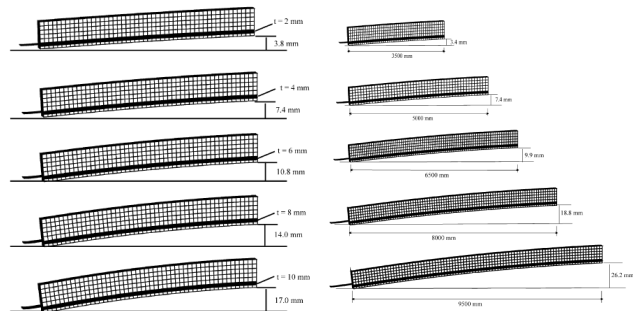 t = 2 mm
3.8 mm
t = 4 mm
7.4 mm
t = 6 mm
10.8 mm
t = 8 mm
14.0 mm
t = 10 mm
17.0 mm
3.4 mm
2500 mm
7.4 mm
5000 mm
9.9 mm
6500 mm
18.8 mm
8000 mm
26.2 mm
9500 mm